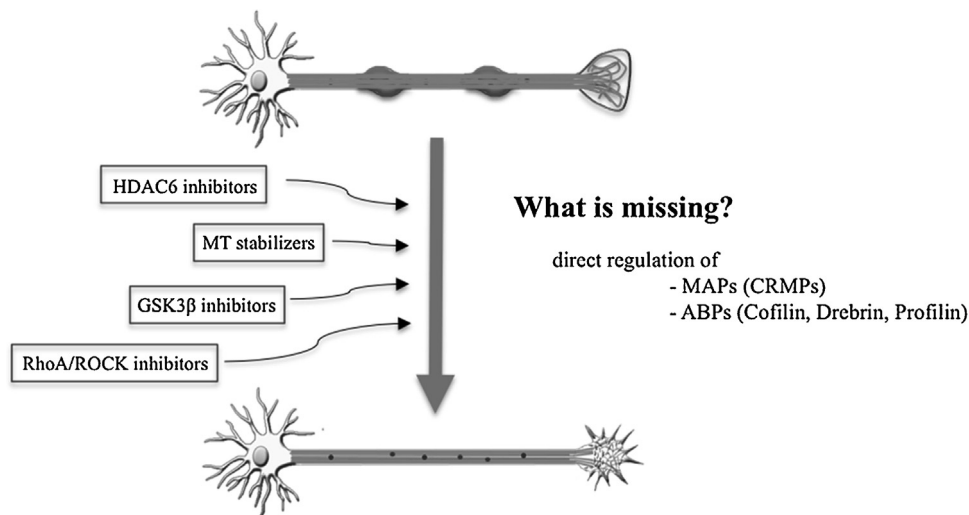 HDAC6 inhibitors
MT stabilizers
GSK3β inhibitors
RhoA/ROCK inhibitors
What is missing?
direct regulation of
- MAPs (CRMPs)
- ABPs (Cofilin, Drebrin, Profilin)